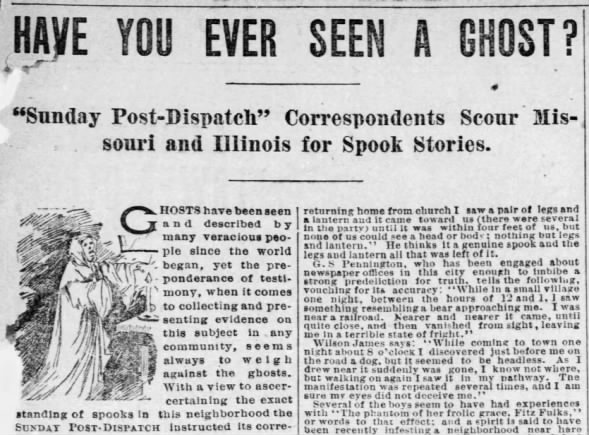 HAVE YOU EVER SEEN A GHOST?
"Sunday Post-Dispatch" Correspondents Scour Mis-
souri and Illinois for Spook Stories.
GHOSTS have been seen
and described by
many veracious peo-
ple since the world
began, yet the pre-
ponderance of testi-
mony, when it comes
to collecting and pre-
senting evidence on
this subject in any
community, seems
always to weigh
against the ghosts.
With a view to ascer-
certaining the exact
standing of spooks in this neighborhood the
SUNDAY POST-DISPATCH instructed its corre-
returning home from church I saw a pair of legs and
a lantern and it came toward us (there were several
in the party) until it was within four feet of us, but
none of us could see a head or body; nothing but legs
and lantern." He thinks it a genuine spook and the
legs and lantern all that was left of it.
G. S Pennington, who has been engaged about
newspaper offices in this city enough to imbibe a
strong predeliction for truth, tells the following,
vouching for its accuracy: "While in a small village
one night, between the hours of 12 and 1, I saw
something resembling a bear approaching me. I was
near a railroad. Nearer and nearer it came, until
quite close, and then vanished from sight, leaving
me in a terrible state of fright."
Wilson James says: "While coming to town one
night about 8 o'clock I discovered just before me on
the road a dog, but it seemed to be headless. As I
drew near it suddenly was gone, I know not where,
but walking on again I saw it in my pathway. The
manifestation was repeated several times, and I am
sure my eyes did not deceive me."
Several of the boys seem to have had experiences
with "The phantom of her frolic grace, Fitz Fulks,"
or words to that effect; and a spirit is said to have
been recently infesting a neighborhood near here